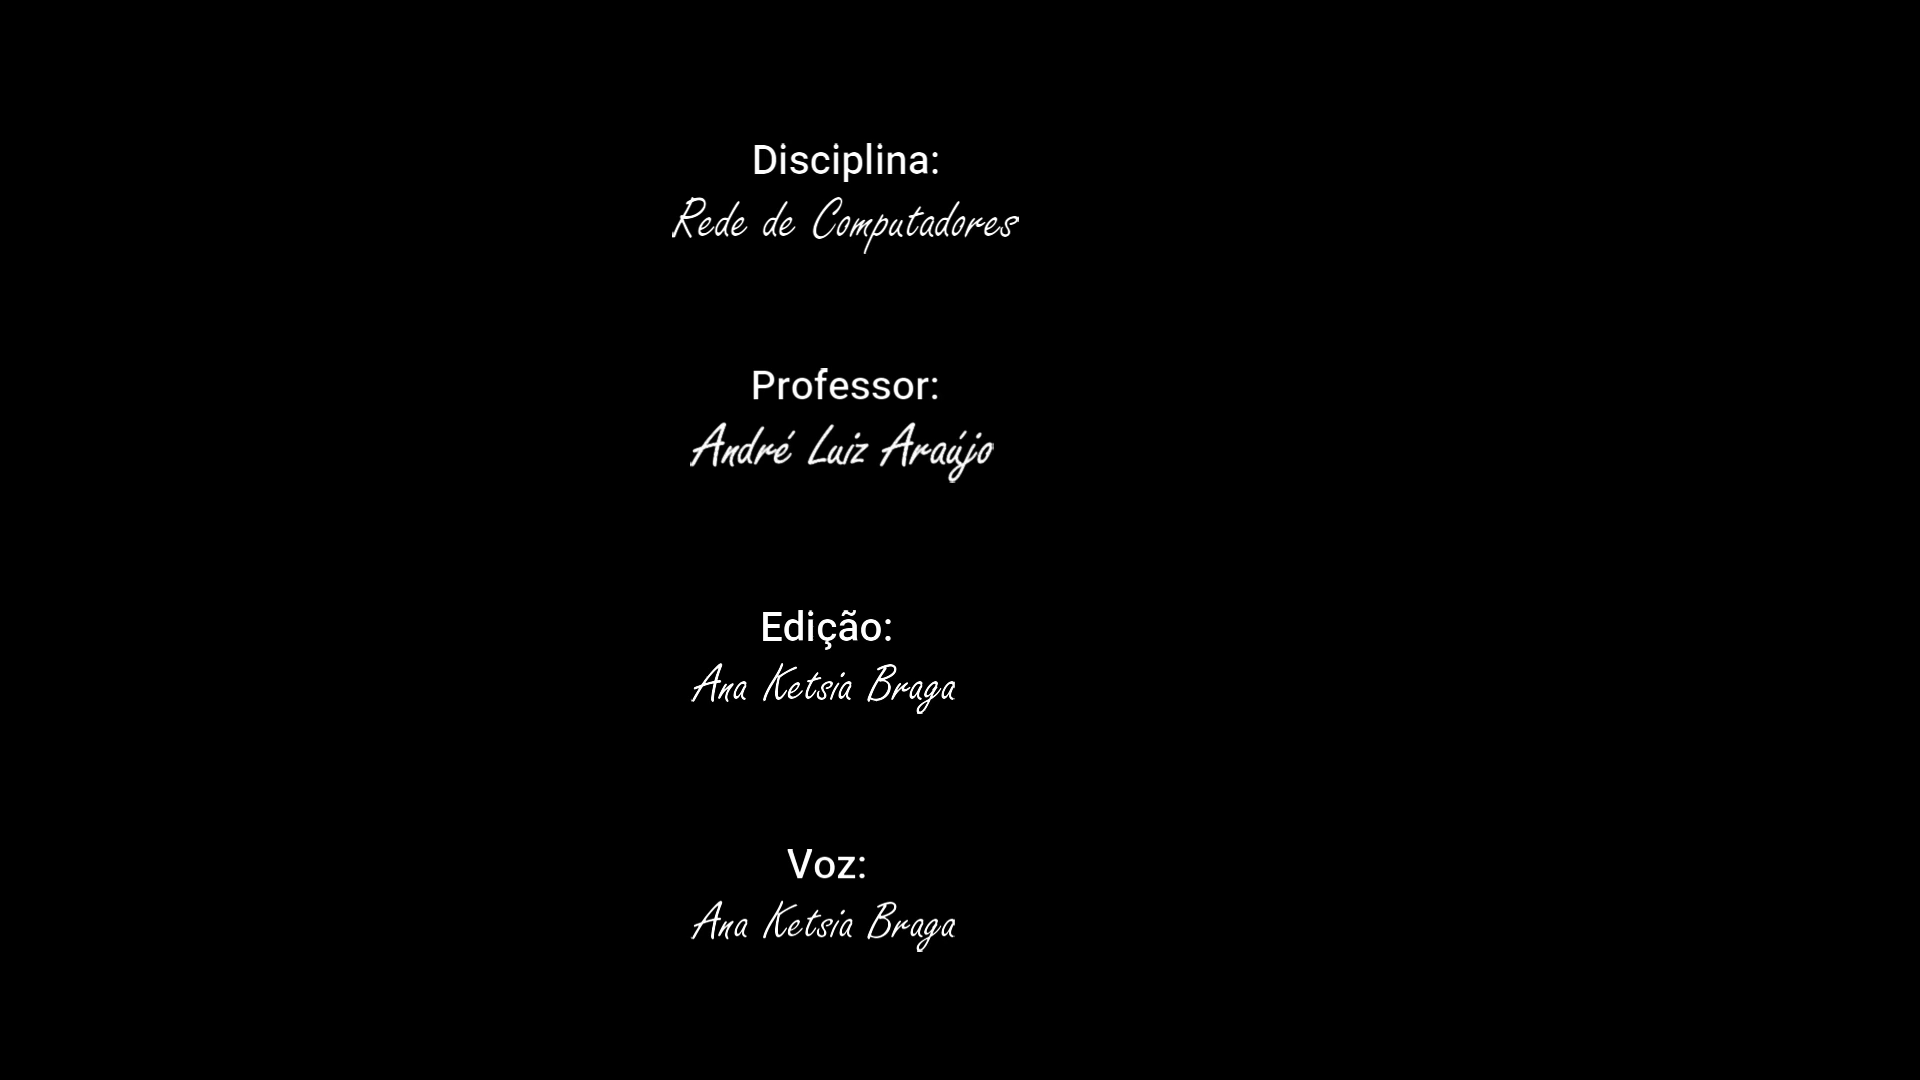 Disciplina:
Rede de Computadores
Professor:
André Luiz Araújo
Edição:
Ana Ketsia Braga
Voz:
Ana Ketsia Braga